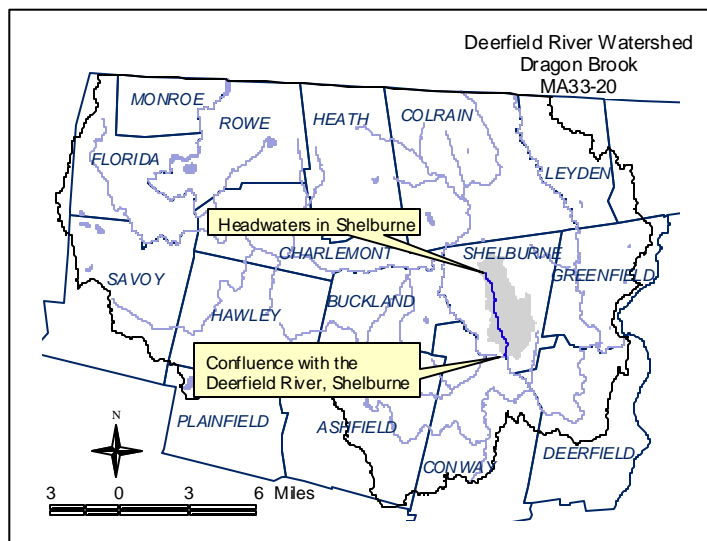 Deerfield River Watershed
Dragon Brook
MA33-20
MONROE
ROWE
HEATH
COLRAIN
FLORIDA
LEYDEN
Headwaters in Shelburne
CHARLEMONT
SHELBURNE
GREENFIELD
SAVOY
HAWLEY
BUCKLAND
Confluence with the
Deerfield River, Shelburne
PLAINFIELD
ASHFIELD
CONWAY
DEERFIELD
N
3 0 3 6 Miles